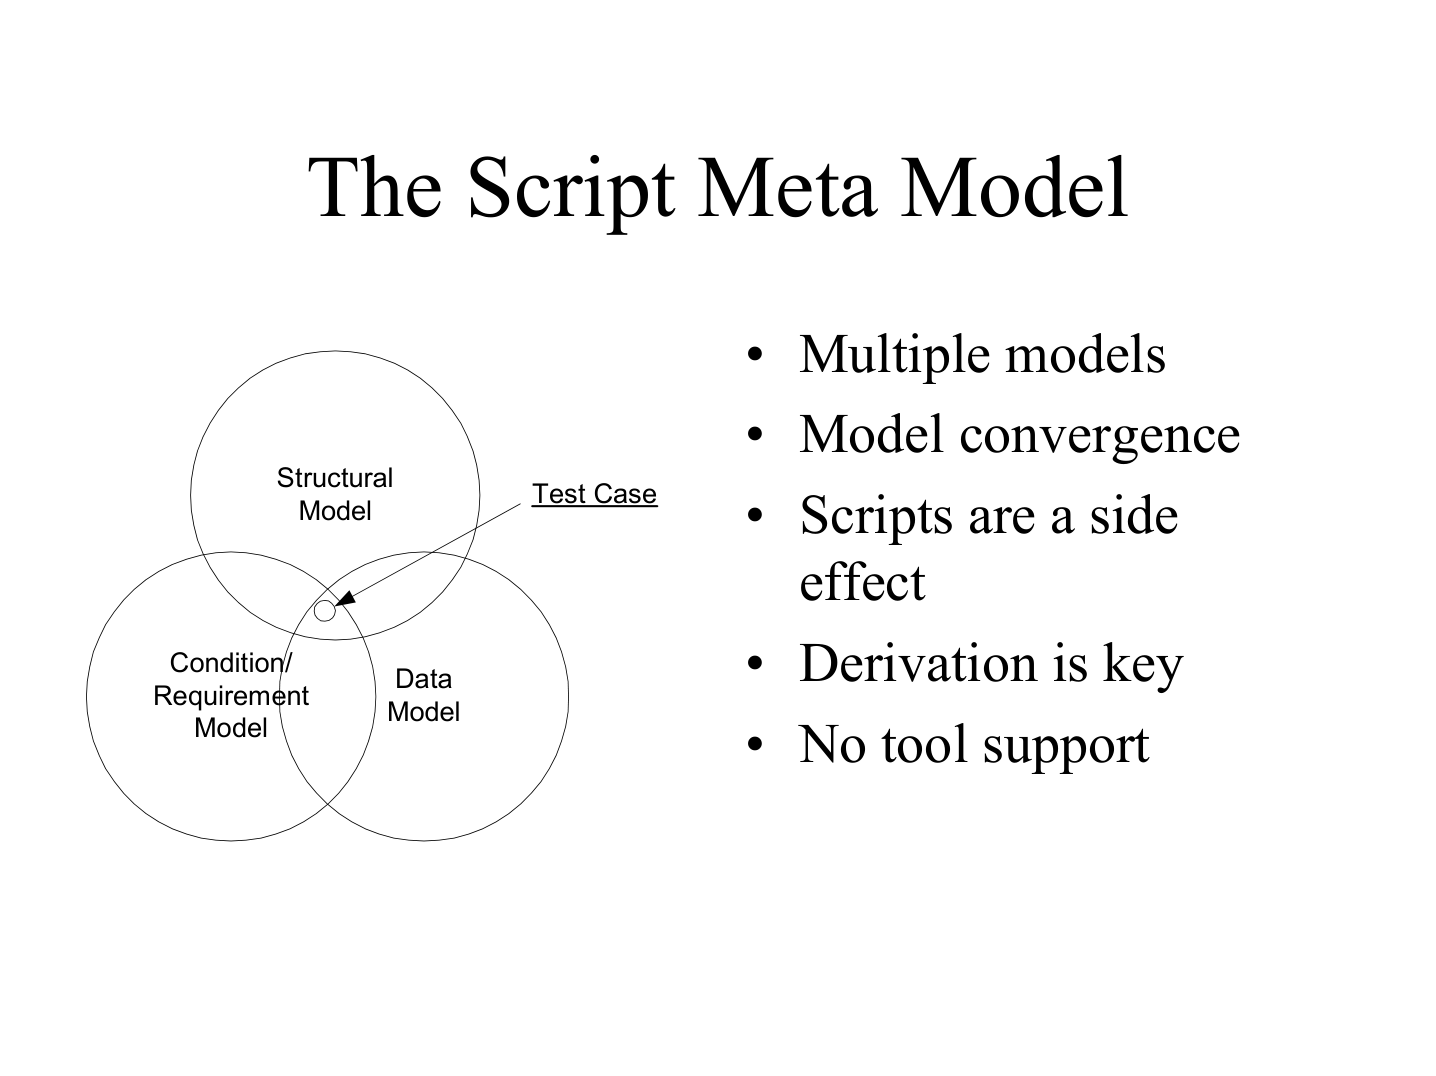 The Script Meta Model
Structural
Model
Test Case
Condition/
Requirement
Model
Data
Model
• Multiple models
• Model convergence
• Scripts are a side
effect
• Derivation is key
• No tool support